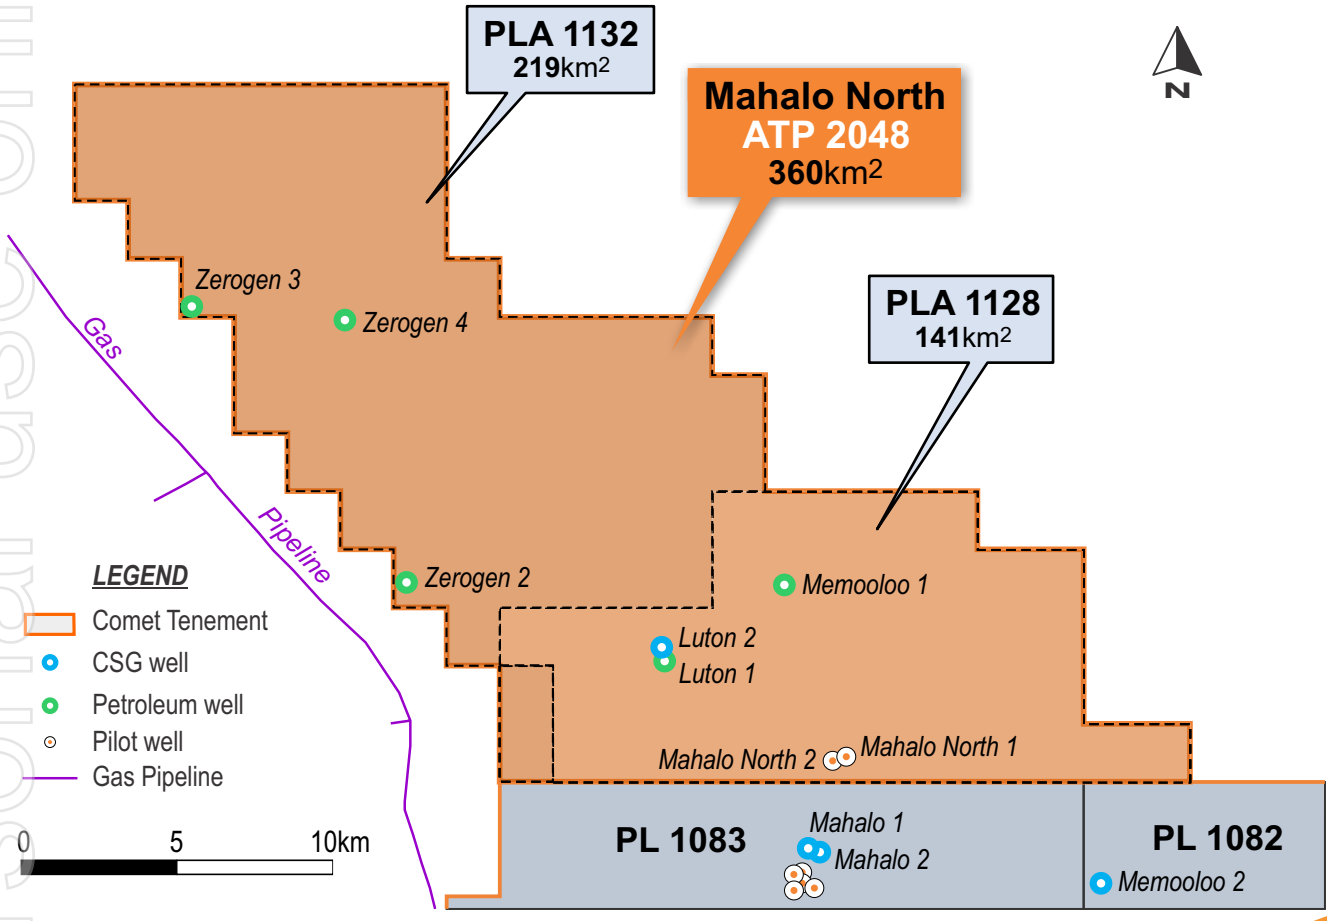 PLA 1132
219km2
N
Mahalo North
ATP 2048
360km2
Zerogen 3
Zerogen 4
PLA 1128
141km2
Gas
Pipeline
Zerogen 2
Memooloo 1
LEGEND
Comet Tenement
CSG well
Petroleum well
Pilot well
Gas Pipeline
Luton 2
Luton 1
Mahalo North 2
Mahalo North 1
0 5 10km
PL 1083
Mahalo 1
Mahalo 2
PL 1082
Memooloo 2